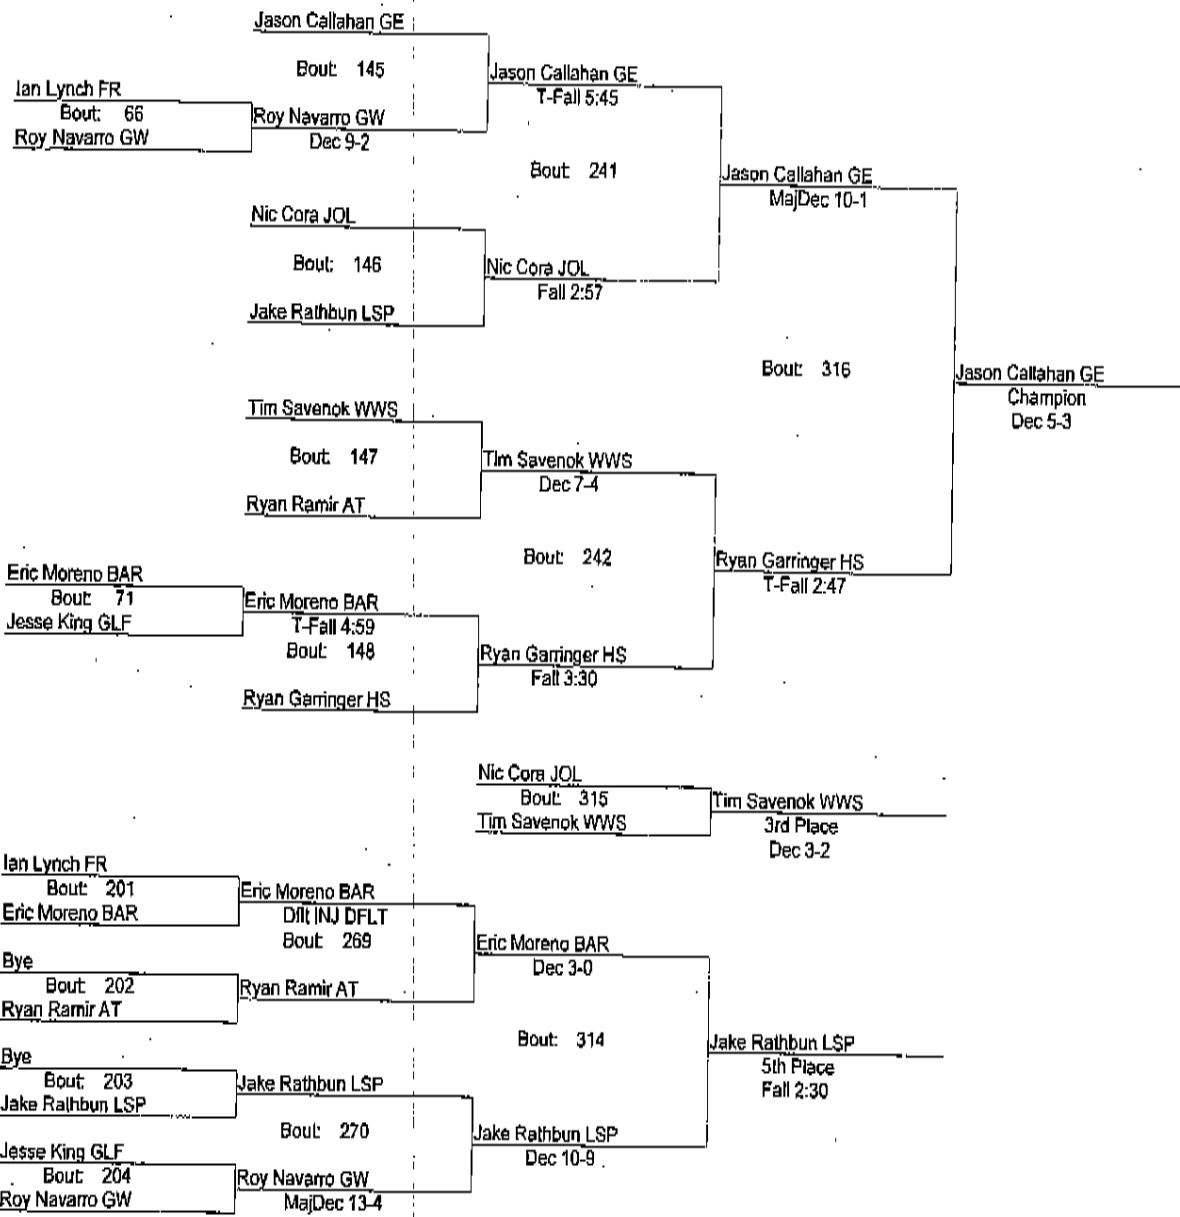 Jason Callahan GE
Bout: 145
Jason Callahan GE
T-Fall 5:45
Ian Lynch FR
Bout: 66
Roy Navarro GW
Roy Navarro GW
Dec 9-2
Bout: 241
Jason Callahan GE
MajDec 10-1
Nic Cora JOL
Bout: 146
Nic Cora JOL
Fall 2:57
Jake Rathbun LSP
Bout: 316
Jason Callahan GE
Champion
Dec 5-3
Tim Savenok WWS
Bout: 147
Tim Savenok WWS
Dec 7-4
Ryan Ramir AT
Bout: 242
Ryan Garringer HS
T-Fall 2:47
Eric Moreno BAR
Bout: 71
Jesse King GLF
Eric Moreno BAR
T-Fall 4:59
Bout: 148
Ryan Garringer HS
Fall 3:30
Ryan Garringer HS
Nic Cora JOL
Bout: 315
Tim Savenok WWS
Tim Savenok WWS
3rd Place
Dec 3-2
Ian Lynch FR
Bout: 201
Eric Moreno BAR
Eric Moreno BAR
Dflt INJ DFLT
Bout: 269
Eric Moreno BAR
Dec 3-0
Bye
Bout: 202
Ryan Ramir AT
Ryan Ramir AT
Bout: 314
Jake Rathbun LSP
5th Place
Fall 2:30
Bye
Bout: 203
Jake Rathbun LSP
Jake Rathbun LSP
Bout: 270
Jake Rathbun LSP
Dec 10-9
Jesse King GLF
Bout: 204
Roy Navarro GW
Roy Navarro GW
MajDec 13-4